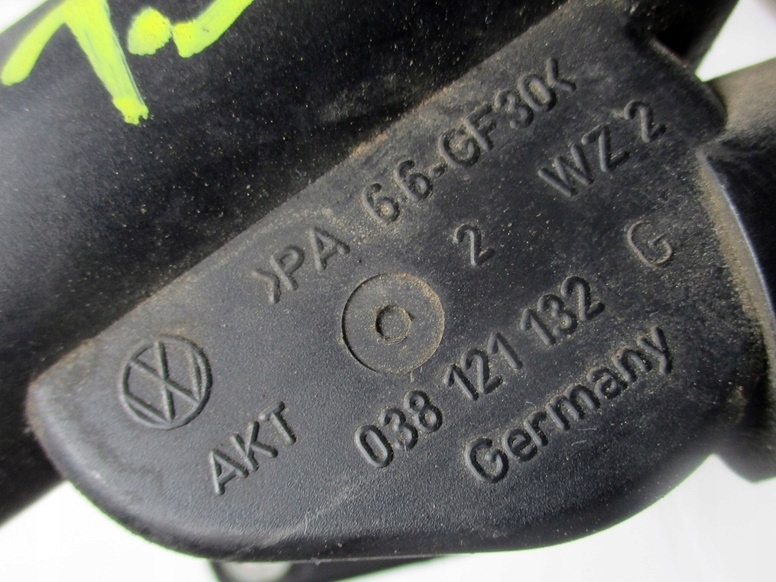 >PA 66-GF30<
2 WZ 2
038 121 132 G
AKT Germany